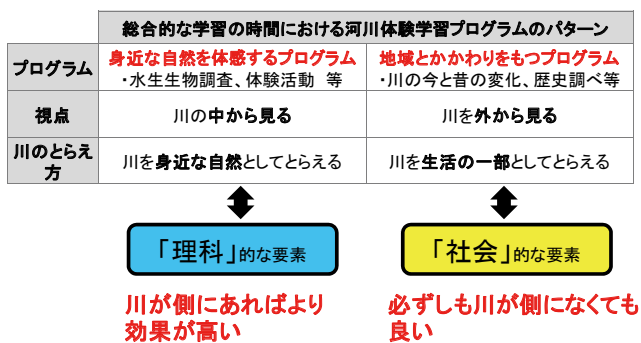 総合的な学習の時間における河川体験学習プログラムのパターン
プログラム
身近な自然を体感するプログラム
・水生生物調査、体験活動 等
地域とかかわりをもつプログラム
・川の今と昔の変化、歴史調べ等
視点
川の中から見る
川を外から見る
川のとらえ
方
川を身近な自然としてとらえる
川を生活の一部としてとらえる
「理科」的な要素
「社会」的な要素
川が側にあればより
効果が高い
必ずしも川が側になくても
良い